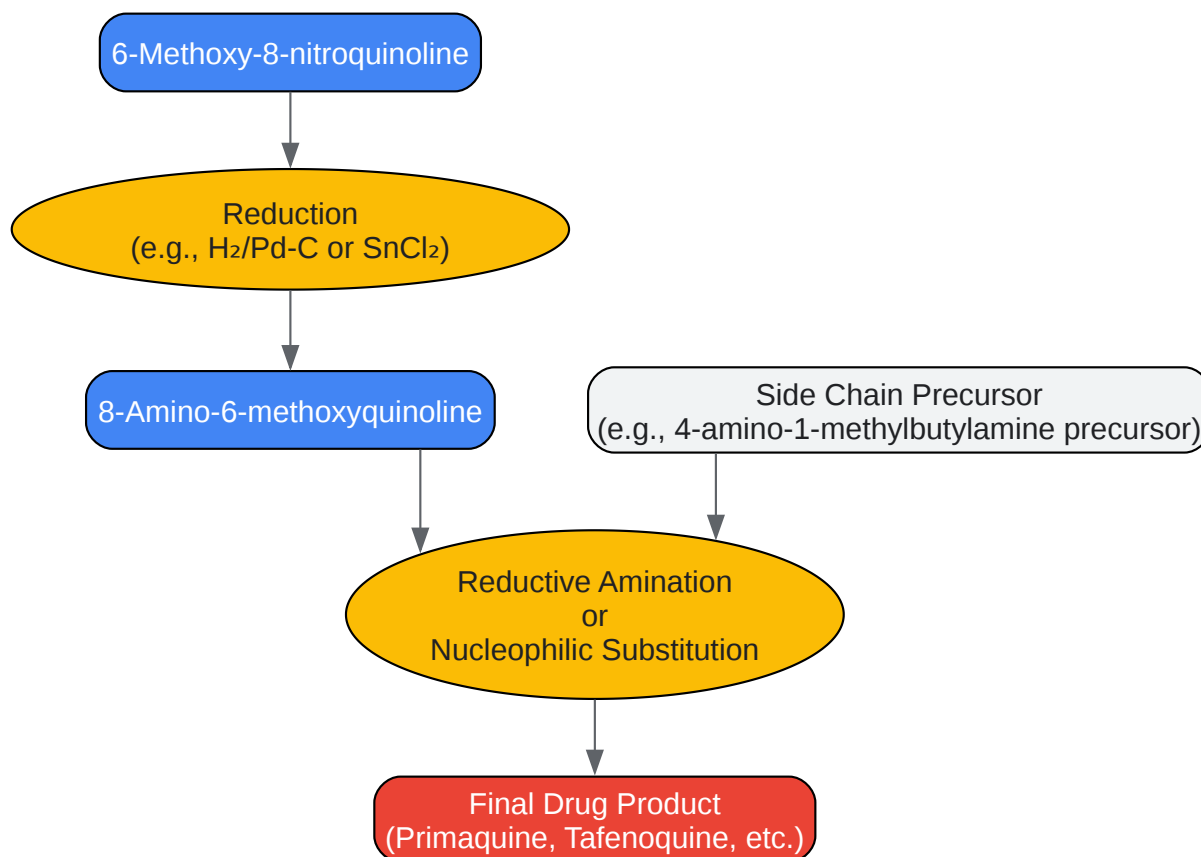 6-Methoxy-8-nitroquinoline
Reduction
(e.g., H₂/Pd-C or SnCl₂)
8-Amino-6-methoxyquinoline
Side Chain Precursor
(e.g., 4-amino-1-methylbutylamine precursor)
Reductive Amination
or
Nucleophilic Substitution
Final Drug Product
(Primaquine, Tafenoquine, etc.)